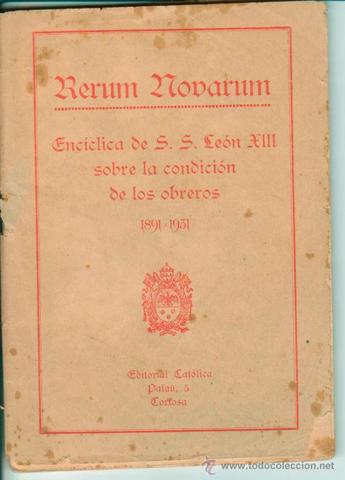 Rerum Novarum
Encíclica de S. S. León XIII
sobre la condición
de los obreros
1891-1931
Editorial Católica
Palau, 5
Tortosa
www.todocoleccion.net